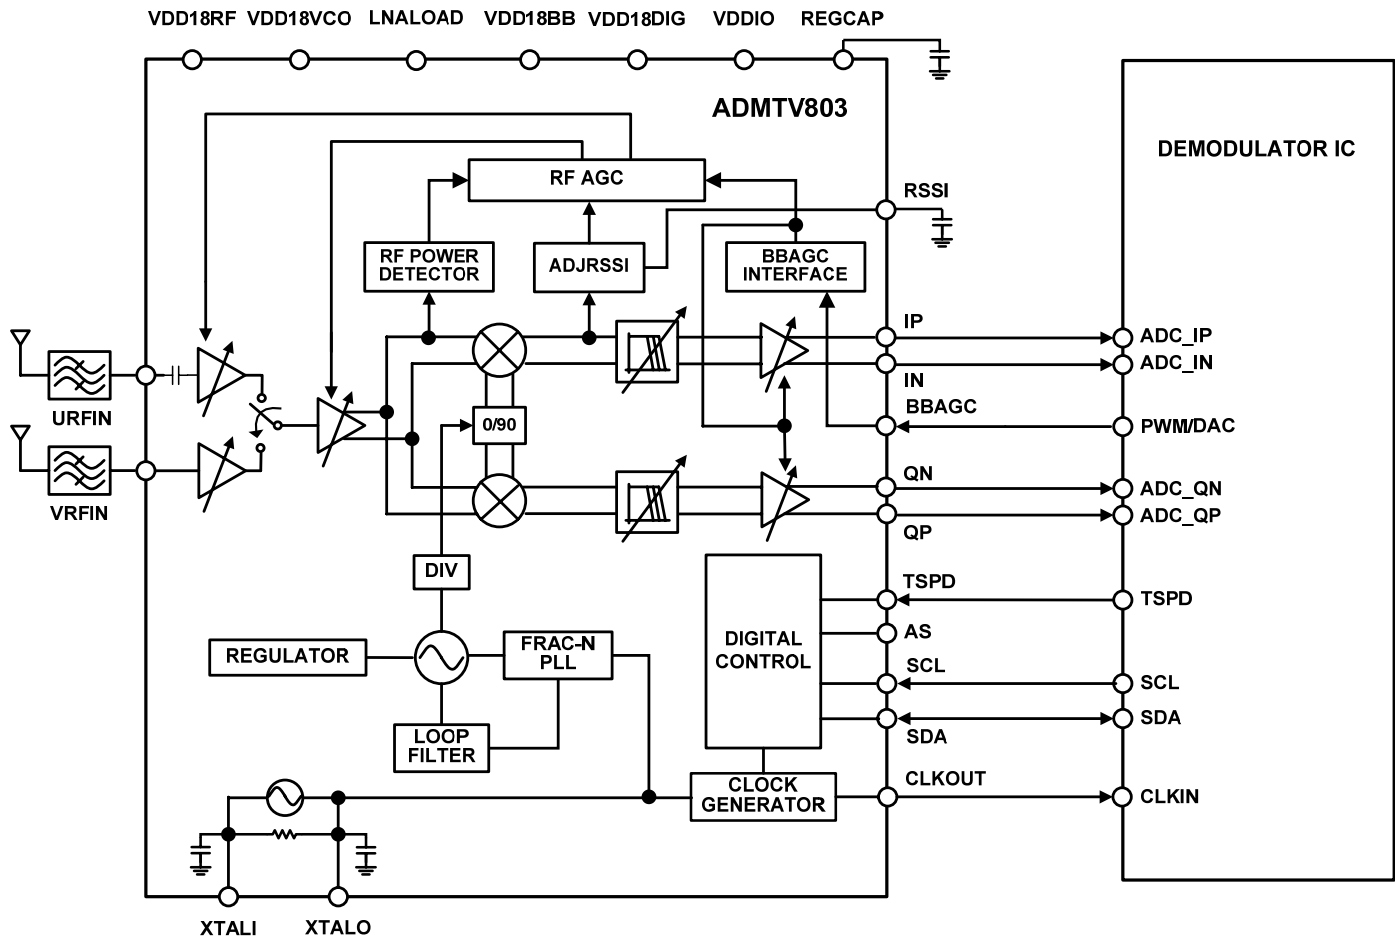 VDD18RF VDD18VCO LNALOAD VDD18BB VDD18DIG VDDIO REGCAP
ADMTV803
DEMODULATOR IC
RF AGC
RSSI
RF POWER
DETECTOR
ADJRSSI
BBAGC
INTERFACE
IP
ADC_IP
ADC_IN
IN
URFIN
BBAGC
0/90
PWM/DAC
VRFIN
QN
ADC_QN
ADC_QP
QP
DIV
TSPD
TSPD
DIGITAL
CONTROL
AS
REGULATOR
FRAC-N
PLL
SCL
SCL
SDA
SDA
LOOP
FILTER
CLOCK
GENERATOR
CLKOUT
CLKIN
XTALI XTALO